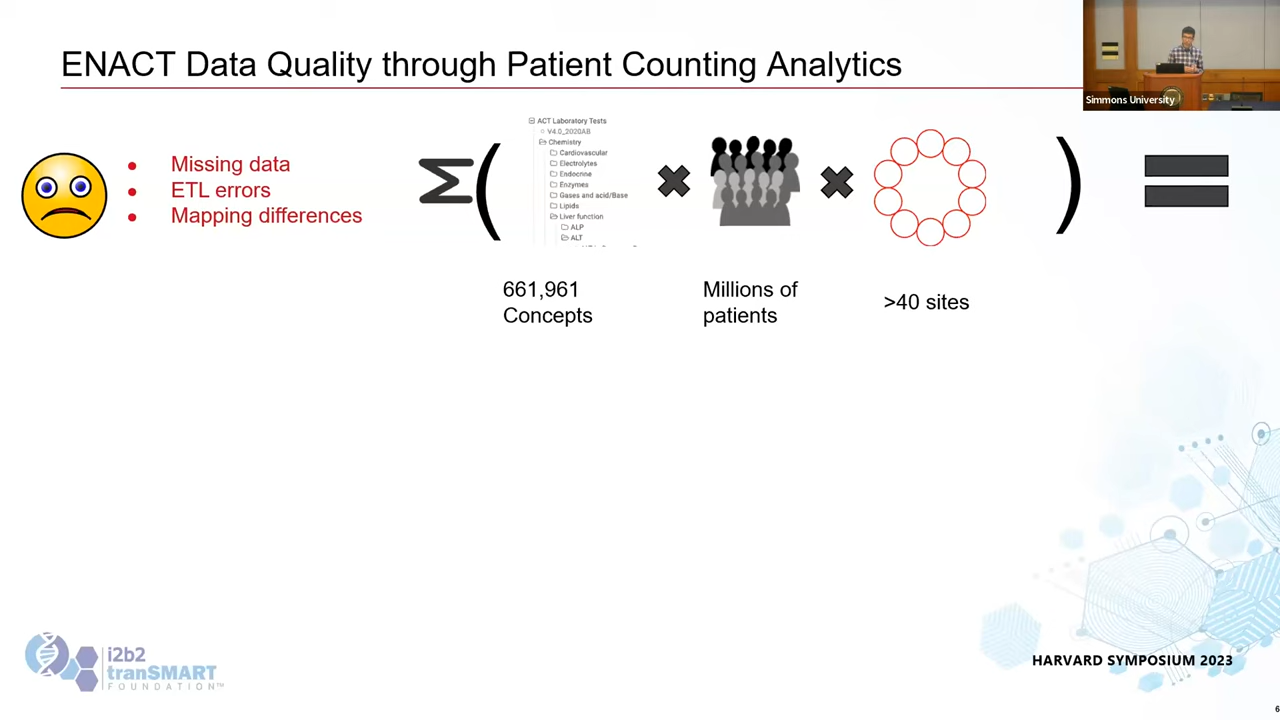 ENACT Data Quality through Patient Counting Analytics
Simmons University
• Missing data
• ETL errors
• Mapping differences
Σ (
ACT Laboratory Tests
V4.0_2020AB
Chemistry
Cardiovascular
Electrolytes
Endocrine
Enzymes
Gases and acid/Base
Lipids
Liver function
ALP
ALT
)
661,961
Concepts
Millions of
patients
>40 sites
i2b2
tranSMART
FOUNDATION™
HARVARD SYMPOSIUM 2023
6